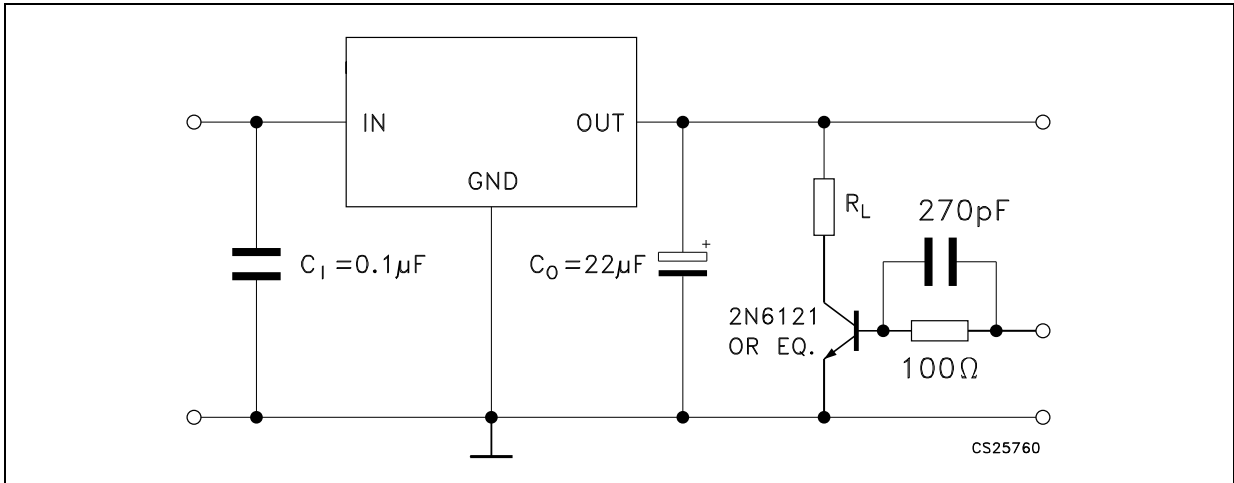 IN
OUT
GND
C_I =0.1µF
C_O =22µF
+
R_L
270pF
2N6121
OR EQ.
100Ω
CS25760